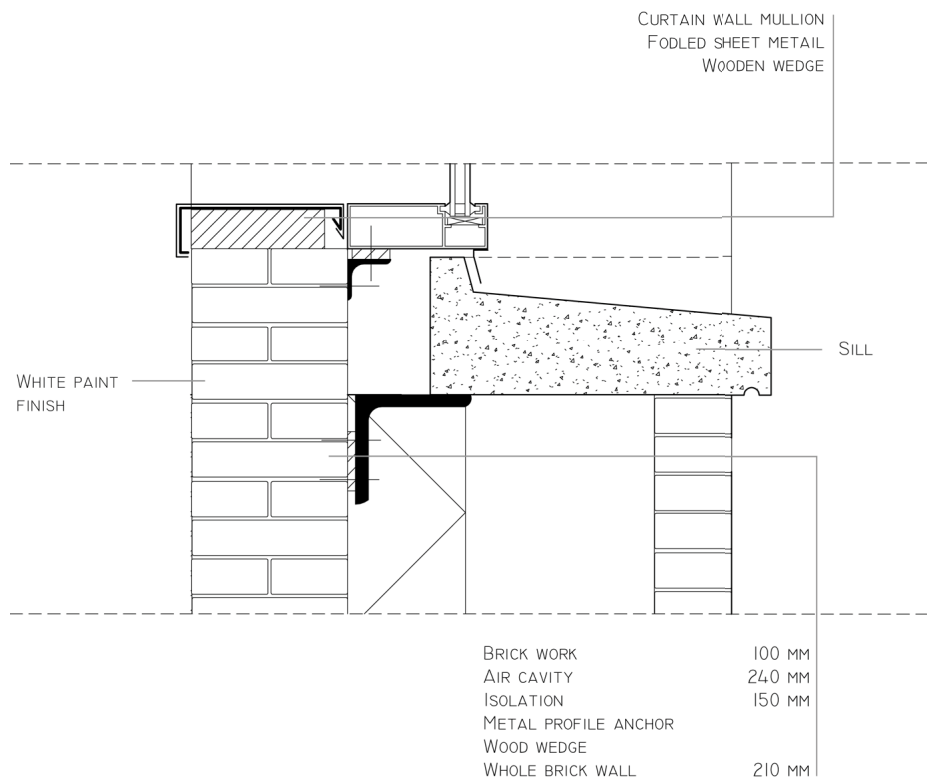 Curtain wall mullion
Fodled sheet metail
Wooden wedge
Sill
White paint
finish
Brick work 100 mm
Air cavity 240 mm
Isolation 150 mm
Metal profile anchor
Wood wedge
Whole brick wall 210 mm